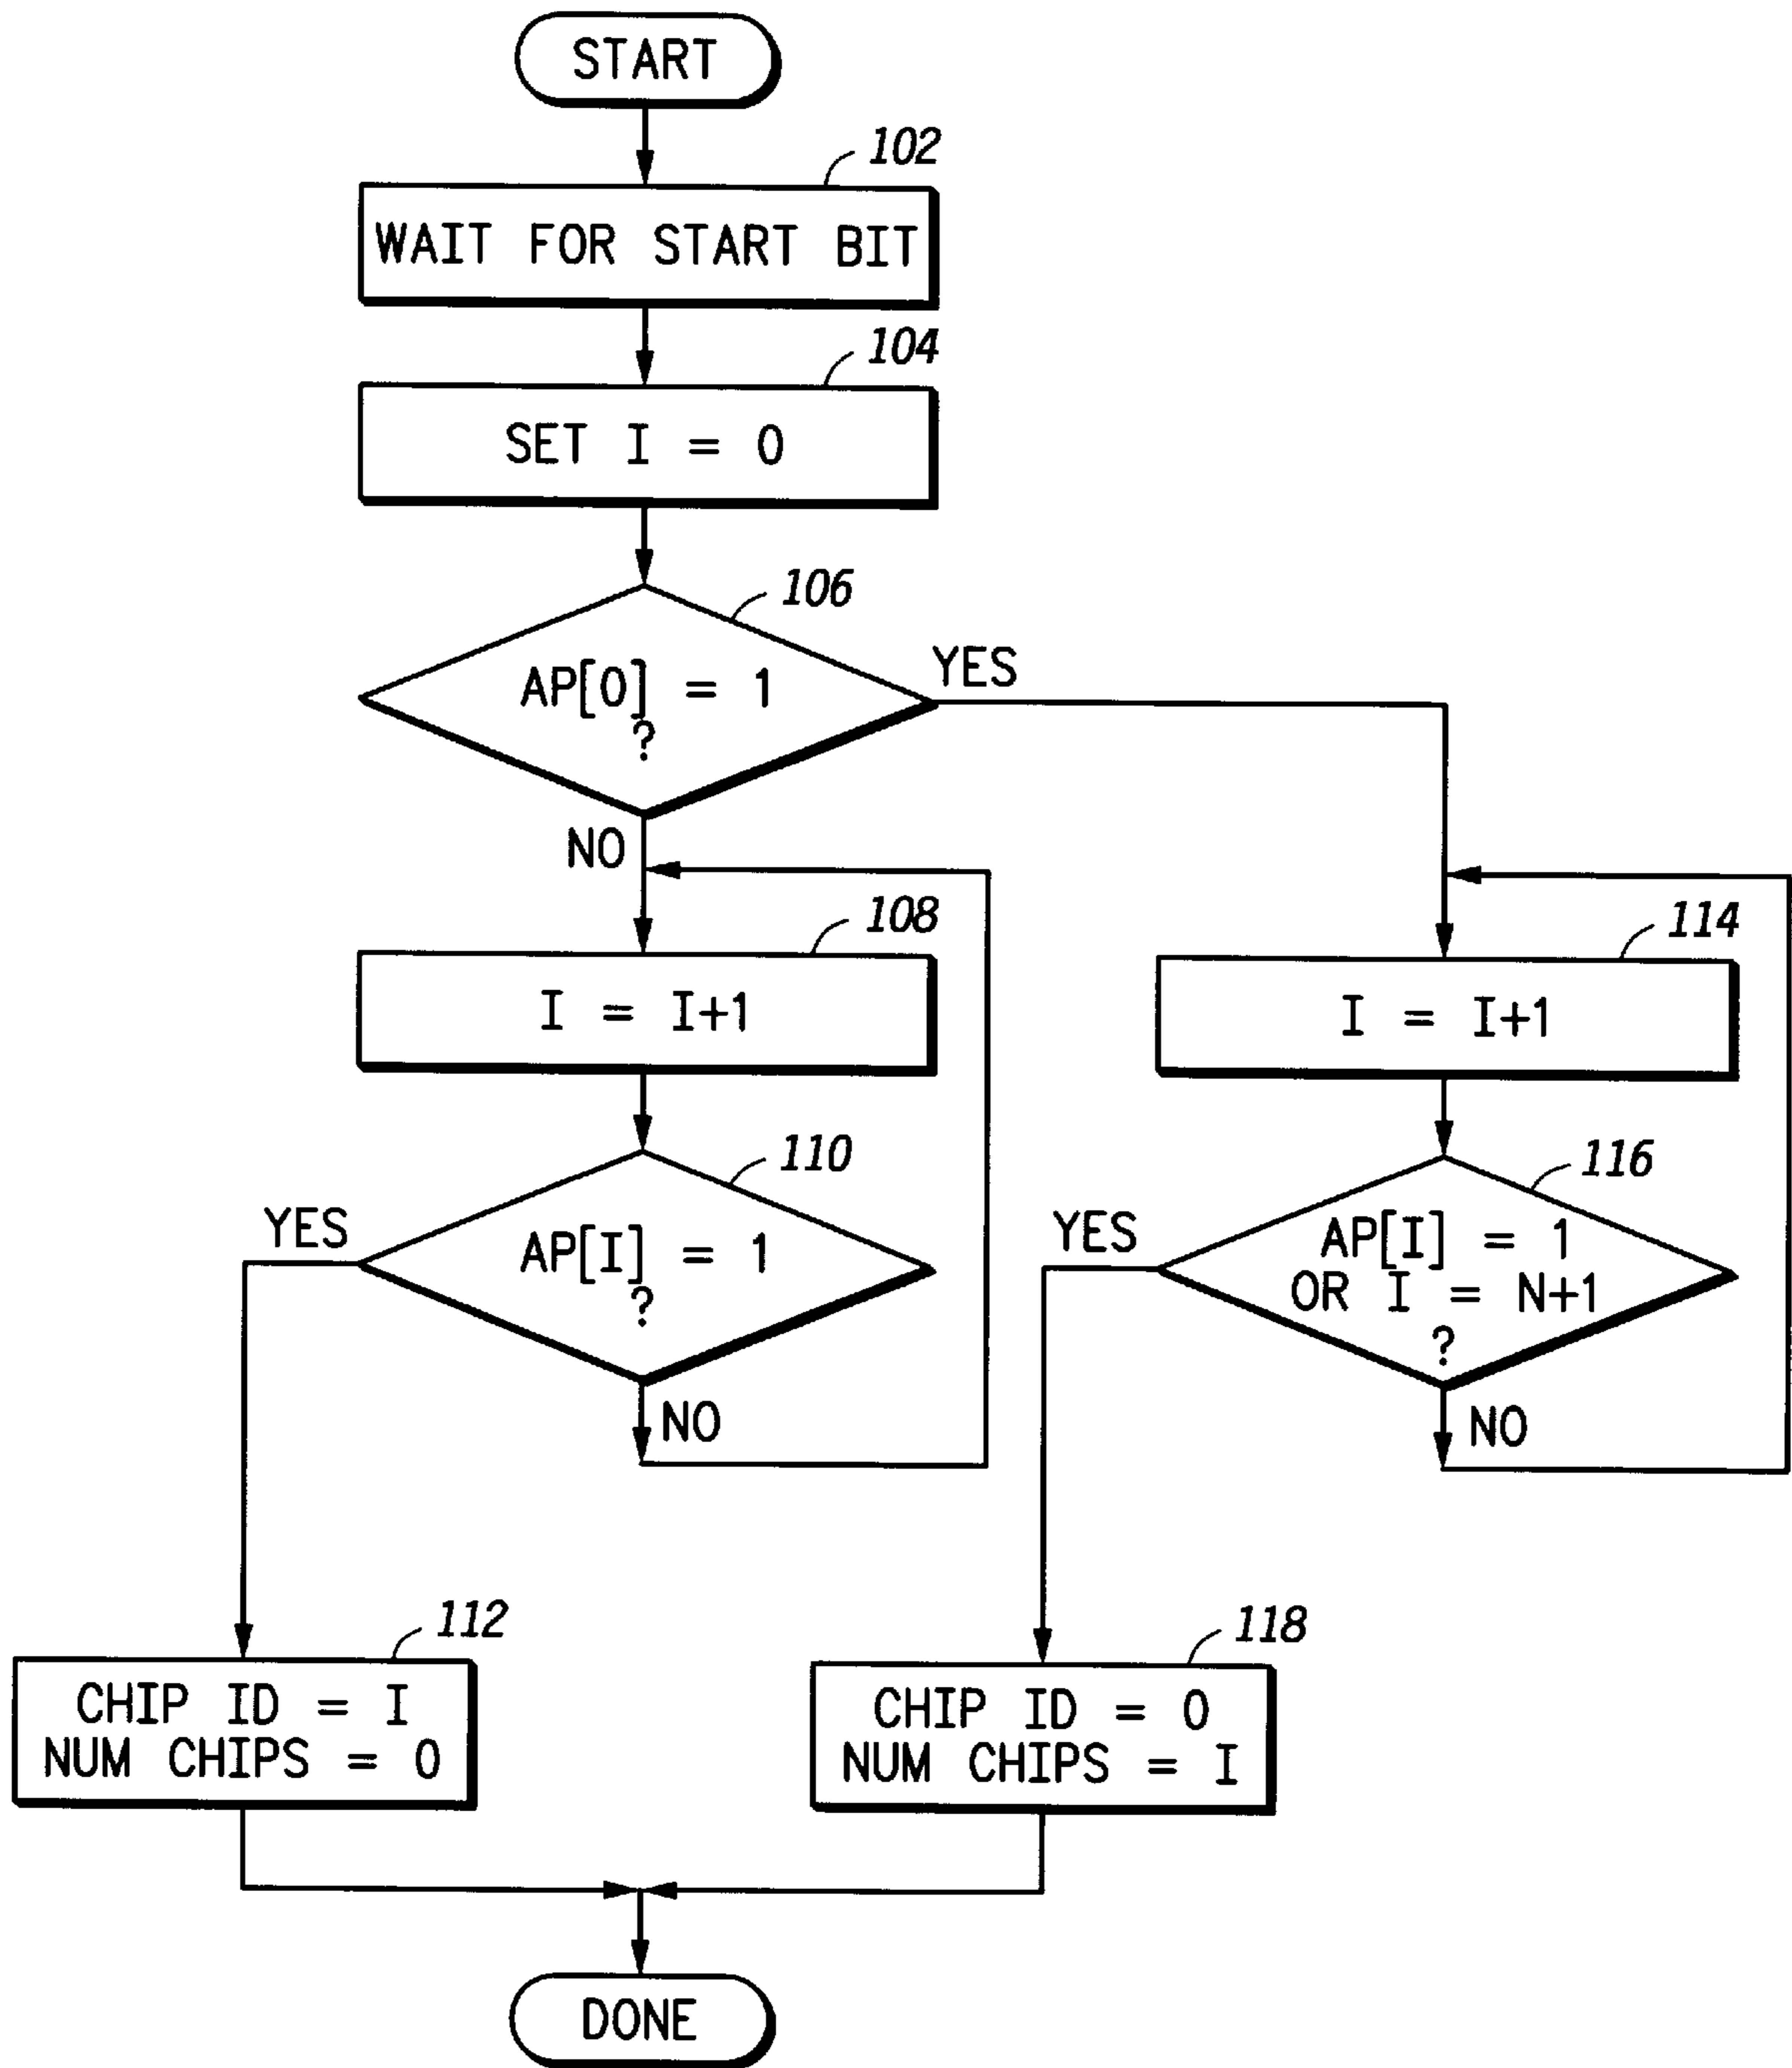 START
102
WAIT FOR START BIT
104
SET I = 0
106
AP[0] = 1
?
YES
NO
108
I = I+1
114
I = I+1
110
AP[I] = 1
?
YES
NO
116
AP[I] = 1
OR I = N+1
?
YES
NO
112
CHIP ID = I
NUM CHIPS = 0
118
CHIP ID = 0
NUM CHIPS = I
DONE